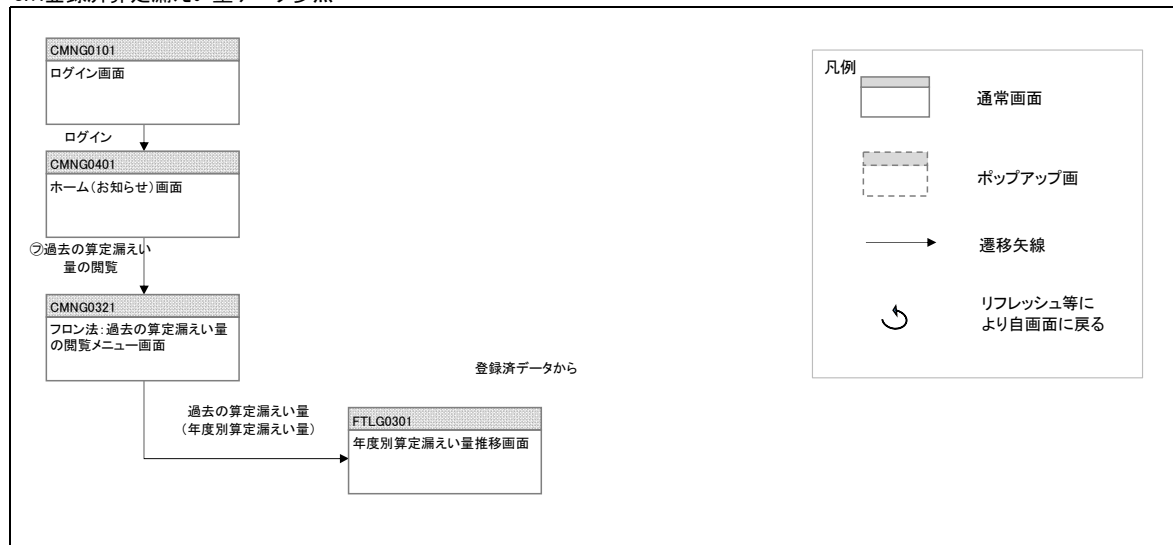 CMNG0101
ログイン画面
ログイン
CMNG0401
ホーム(お知らせ)画面
㋫過去の算定漏えい
量の閲覧
CMNG0321
フロン法:過去の算定漏えい量
の閲覧メニュー画面
登録済データから
過去の算定漏えい量
(年度別算定漏えい量)
FTLG0301
年度別算定漏えい量推移画面
凡例
通常画面
ポップアップ画
遷移矢線
リフレッシュ等に
より自画面に戻る